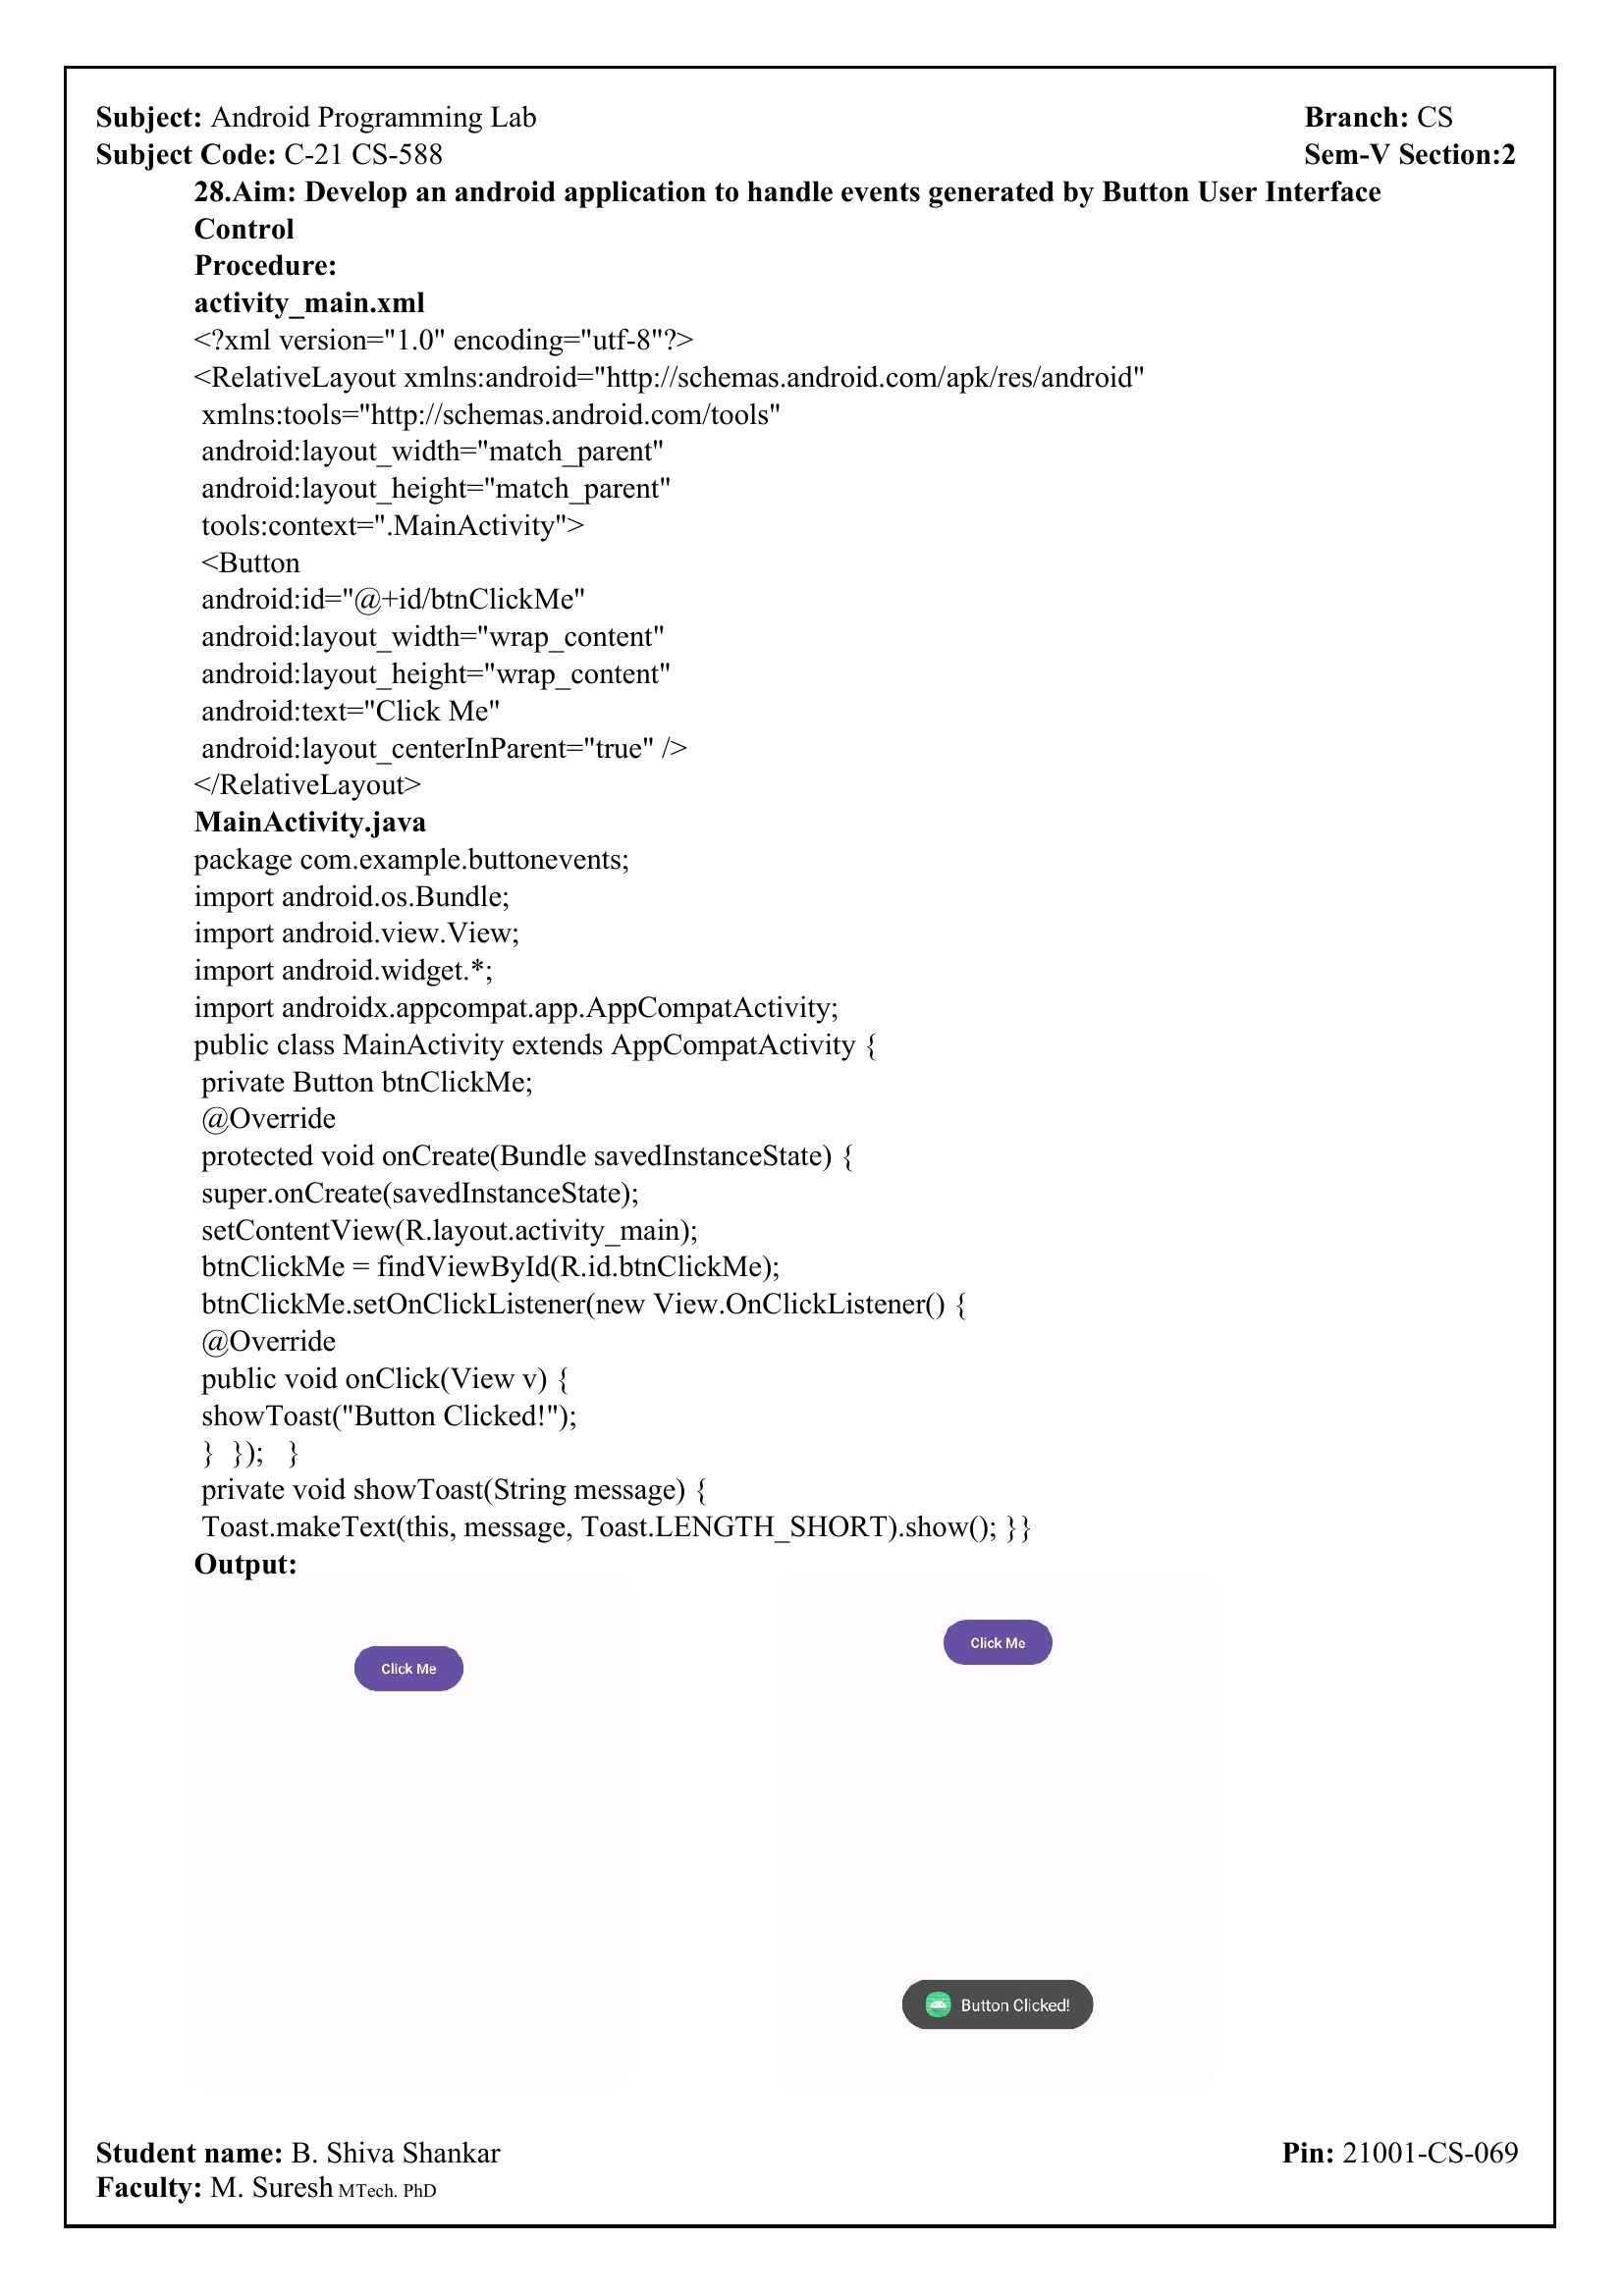 Subject: Android Programming Lab Branch: CS
Subject Code: C-21 CS-588 Sem-V Section:2
28.Aim: Develop an android application to handle events generated by Button User Interface
Control
Procedure:
activity_main.xml
<?xml version="1.0" encoding="utf-8"?>
<RelativeLayout xmlns:android="http://schemas.android.com/apk/res/android"
xmlns:tools="http://schemas.android.com/tools"
android:layout_width="match_parent"
android:layout_height="match_parent"
tools:context=".MainActivity">
<Button
android:id="@+id/btnClickMe"
android:layout_width="wrap_content"
android:layout_height="wrap_content"
android:text="Click Me"
android:layout_centerInParent="true" />
</RelativeLayout>
MainActivity.java
package com.example.buttonevents;
import android.os.Bundle;
import android.view.View;
import android.widget.*;
import androidx.appcompat.app.AppCompatActivity;
public class MainActivity extends AppCompatActivity {
private Button btnClickMe;
@Override
protected void onCreate(Bundle savedInstanceState) {
super.onCreate(savedInstanceState);
setContentView(R.layout.activity_main);
btnClickMe = findViewById(R.id.btnClickMe);
btnClickMe.setOnClickListener(new View.OnClickListener() {
@Override
public void onClick(View v) {
showToast("Button Clicked!");
} }); }
private void showToast(String message) {
Toast.makeText(this, message, Toast.LENGTH_SHORT).show(); }}
Output:
Click Me
Click Me
Button Clicked!
Student name: B. Shiva Shankar Pin: 21001-CS-069
Faculty: M. Suresh MTech. PhD